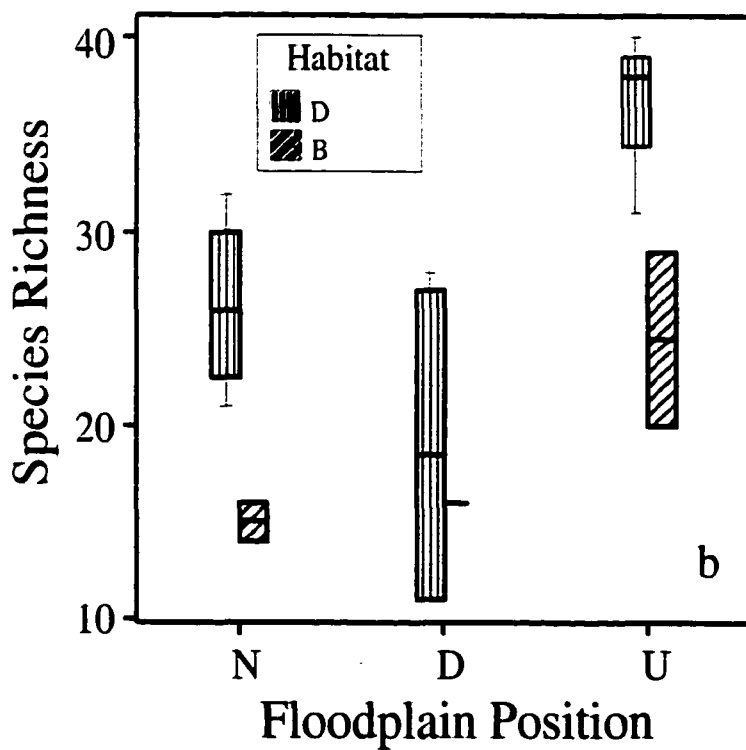 Species Richness
40
30
20
10
Habitat
D
B
b
N D U
Floodplain Position